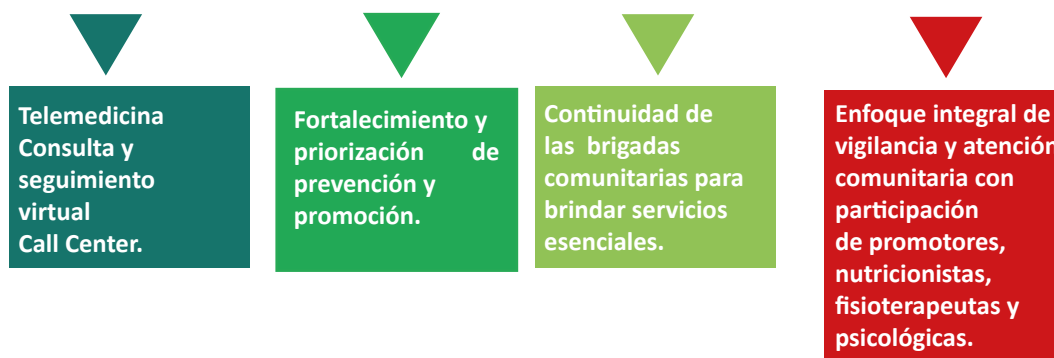 Telemedicina
Consulta y
seguimiento
virtual
Call Center.
Fortalecimiento y
priorización de
prevención y
promoción.
Continuidad de
las brigadas
comunitarias para
brindar servicios
esenciales.
Enfoque integral de
vigilancia y atención
comunitaria con
participación
de promotores,
nutricionistas,
fisioterapeutas y
psicológicas.